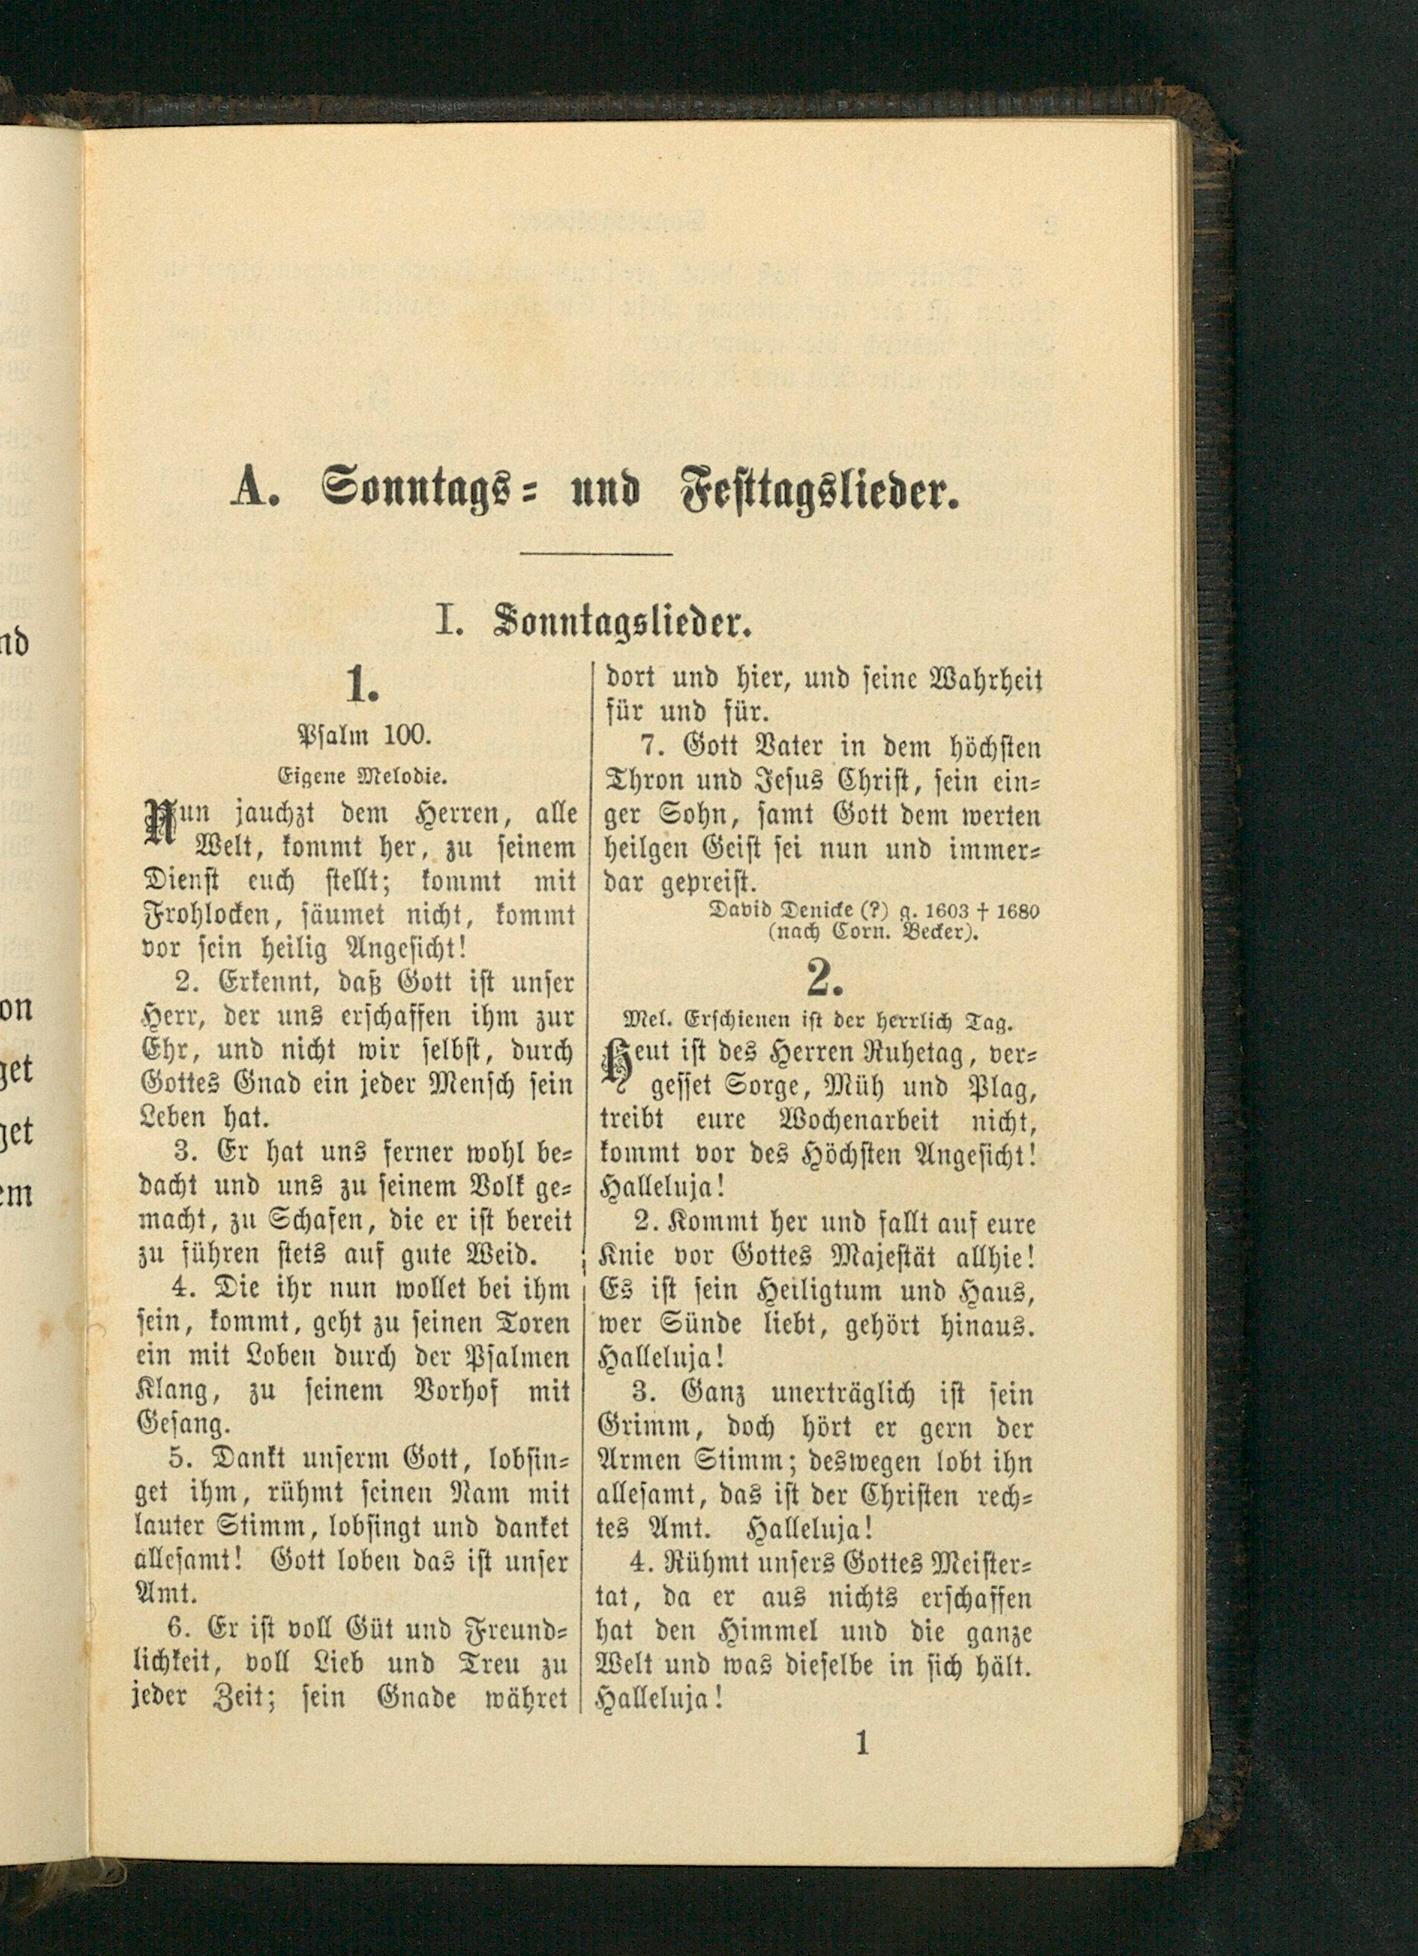 A. Sonntags= und Festtagslieder.
I. Sonntagslieder.
1.
Psalm 100.
Eigene Melodie.
Nun jauchzt dem Herren, alle
Welt, kommt her, zu seinem
Dienst euch stellt; kommt mit
Frohlocken, säumet nicht, kommt
vor sein heilig Angesicht!
2. Erkennt, daß Gott ist unser
Herr, der uns erschaffen ihm zur
Ehr, und nicht wir selbst, durch
Gottes Gnad ein jeder Mensch sein
Leben hat.
3. Er hat uns ferner wohl be=
dacht und uns zu seinem Volk ge=
macht, zu Schafen, die er ist bereit
zu führen stets auf gute Weid.
4. Die ihr nun wollet bei ihm
sein, kommt, geht zu seinen Toren
ein mit Loben durch der Psalmen
Klang, zu seinem Vorhof mit
Gesang.
5. Dankt unserm Gott, lobsin=
get ihm, rühmt seinen Nam mit
lauter Stimm, lobsingt und danket
allesamt! Gott loben das ist unser
Amt.
6. Er ist voll Güt und Freund=
lichkeit, voll Lieb und Treu zu
jeder Zeit; sein Gnade währet
dort und hier, und seine Wahrheit
für und für.
7. Gott Vater in dem höchsten
Thron und Jesus Christ, sein ein=
ger Sohn, samt Gott dem werten
heilgen Geist sei nun und immer=
dar gepreist.
David Denicke (?) g. 1603 † 1680
(nach Corn. Becker).
2.
Mel. Erschienen ist der herrlich Tag.
Heut ist des Herren Ruhetag, ver=
gesset Sorge, Müh und Plag,
treibt eure Wochenarbeit nicht,
kommt vor des Höchsten Angesicht!
Halleluja!
2. Kommt her und fallt auf eure
Knie vor Gottes Majestät allhie!
Es ist sein Heiligtum und Haus,
wer Sünde liebt, gehört hinaus.
Halleluja!
3. Ganz unerträglich ist sein
Grimm, doch hört er gern der
Armen Stimm; deswegen lobt ihn
allesamt, das ist der Christen rech=
tes Amt. Halleluja!
4. Rühmt unsers Gottes Meister=
tat, da er aus nichts erschaffen
hat den Himmel und die ganze
Welt und was dieselbe in sich hält.
Halleluja!
1